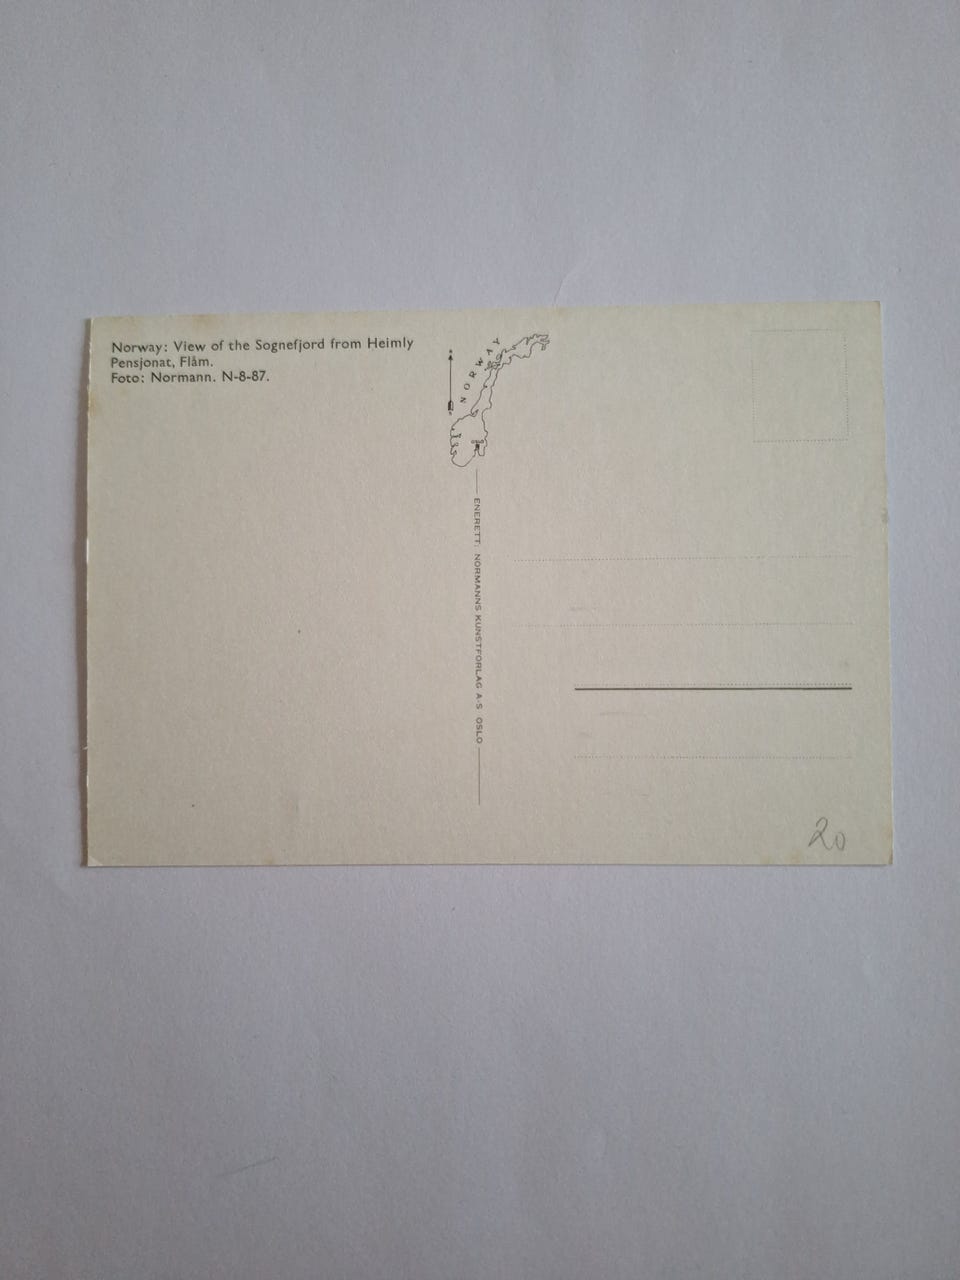 Norway: View of the Sognefjord from Heimly
Pensjonat, Flåm.
Foto: Normann. N-8-87.
NORWAY
ENERETT: NORMANNS KUNSTFORLAG A-S OSLO
20